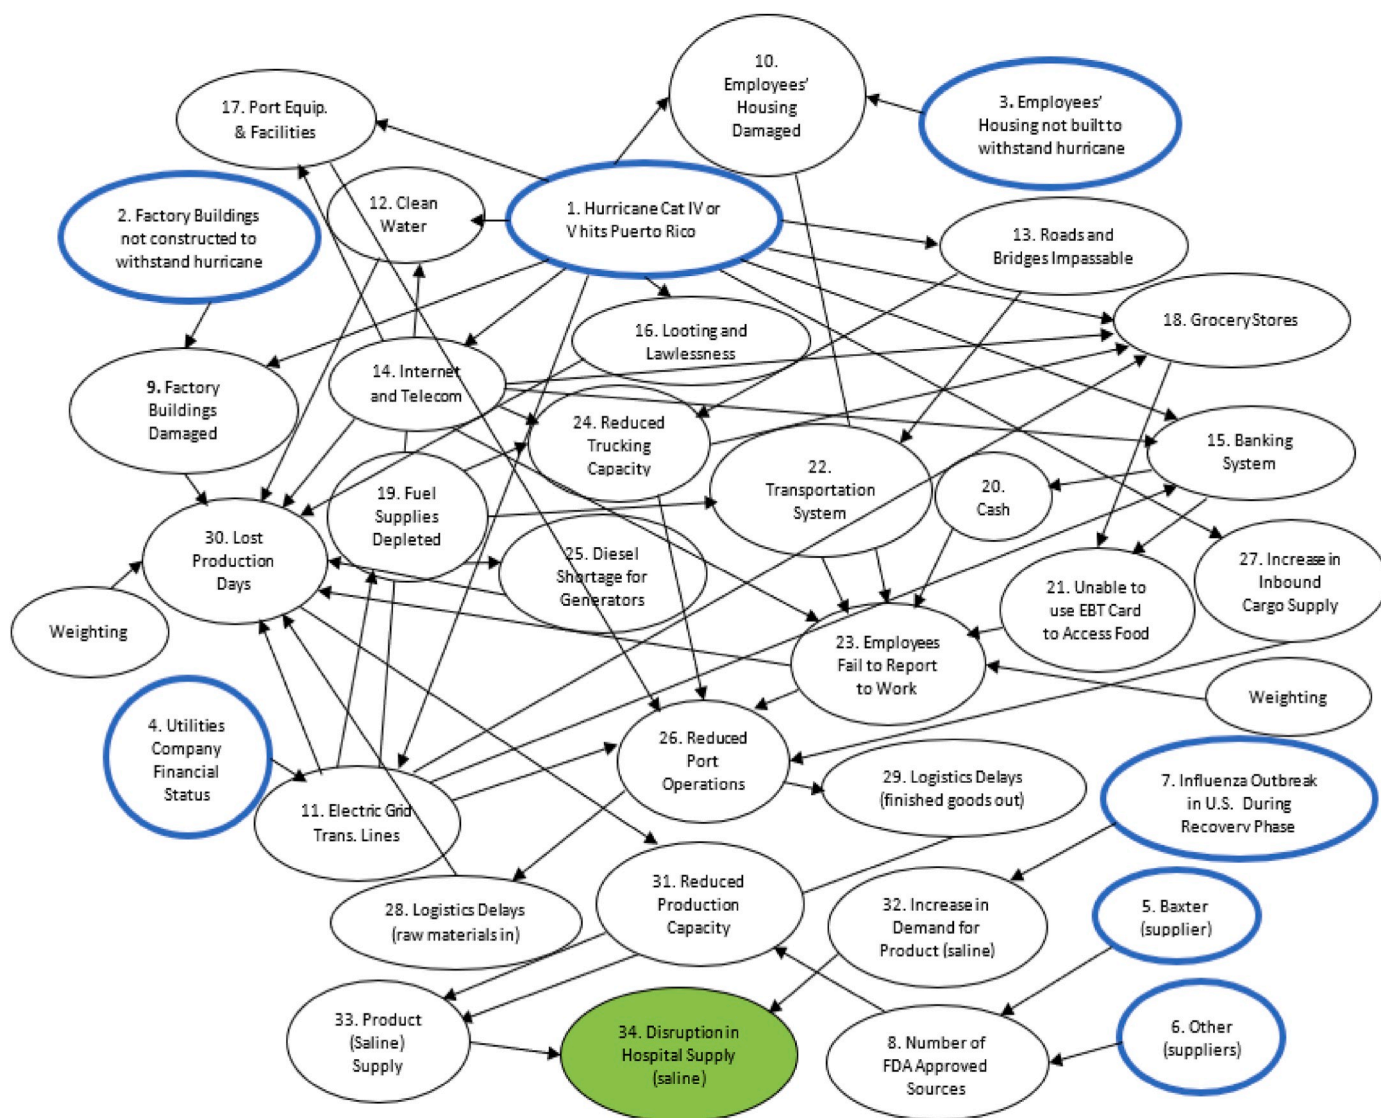 10.
Employees'
Housing
Damaged
3. Employees'
Housing not built to
withstand hurricane
17. Port Equip.
& Facilities
2. Factory Buildings
not constructed to
withstand hurricane
12. Clean
Water
1. Hurricane Cat IV or
V hits Puerto Rico
13. Roads and
Bridges Impassable
18. Grocery Stores
16. Looting and
Lawlessness
14. Internet
and Telecom
9. Factory
Buildings
Damaged
24. Reduced
Trucking
Capacity
15. Banking
System
22.
Transportation
System
20.
Cash
19. Fuel
Supplies
Depleted
30. Lost
Production
Days
25. Diesel
Shortage for
Generators
27. Increase in
Inbound
Cargo Supply
21. Unable to
use EBT Card
to Access Food
Weighting
23. Employees
Fail to Report
to Work
Weighting
4. Utilities
Company
Financial
Status
26. Reduced
Port
Operations
29. Logistics Delays
(finished goods out)
7. Influenza Outbreak
in U.S. During
Recovery Phase
11. Electric Grid
Trans. Lines
31. Reduced
Production
Capacity
28. Logistics Delays
(raw materials in)
32. Increase in
Demand for
Product (saline)
5. Baxter
(supplier)
33. Product
(Saline)
Supply
34. Disruption in
Hospital Supply
(saline)
8. Number of
FDA Approved
Sources
6. Other
(suppliers)